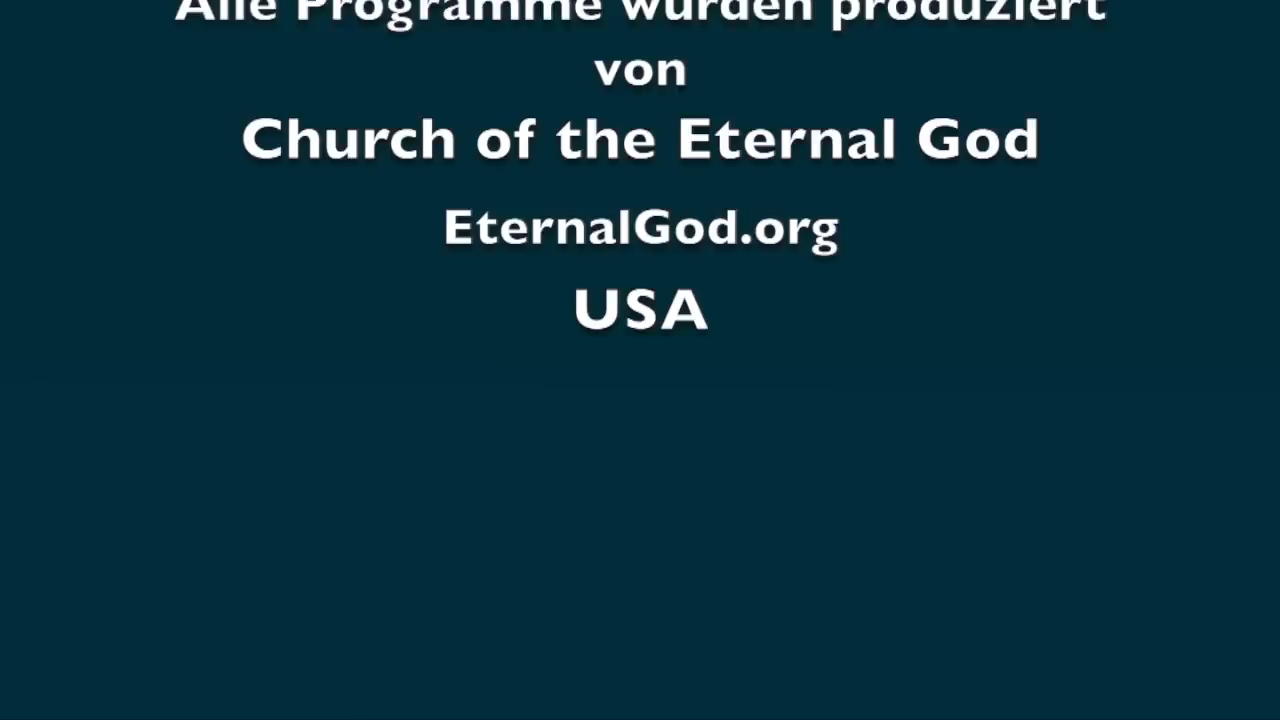 Alle Programme wurden produziert
von
Church of the Eternal God
EternalGod.org
USA